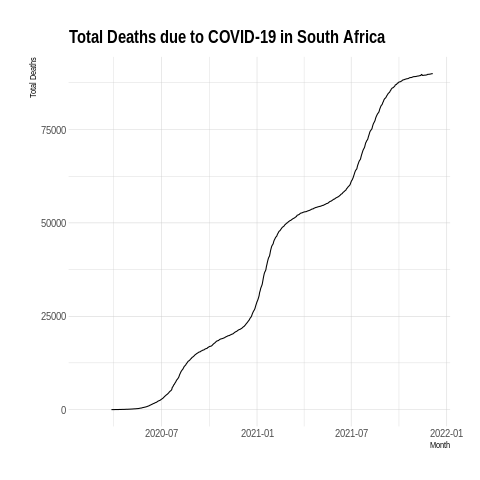 Total Deaths due to COVID-19 in South Africa
Total Deaths
75000
50000
25000
0
2020-07
2021-01
2021-07
2022-01
Month